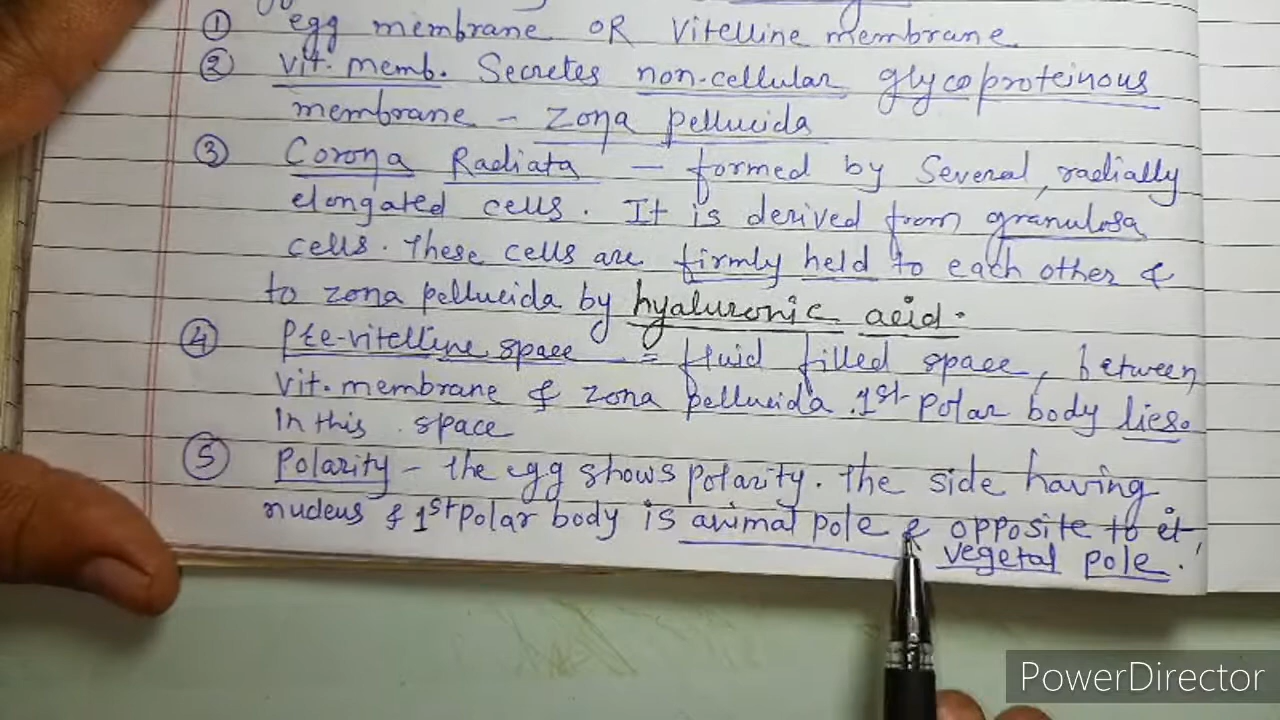 ① egg membrane OR vitelline membrane
② vit. memb. Secretes non-cellular glycoproteinous
membrane - zona pellucida
③ Corona Radiata - formed by Several, radially
elongated cells. It is derived from granulosa
cells. These cells are firmly held to each other &
to zona pellucida by hyaluronic acid.
④ Pre-vitelline space = fluid filled space, between
vit. membrane & zona pellucida. 1st polar body lies
in this space
⑤ Polarity - the egg shows polarity. The side having
nucleus & 1st polar body is animal pole & opposite to it,
vegetal pole.
PowerDirector